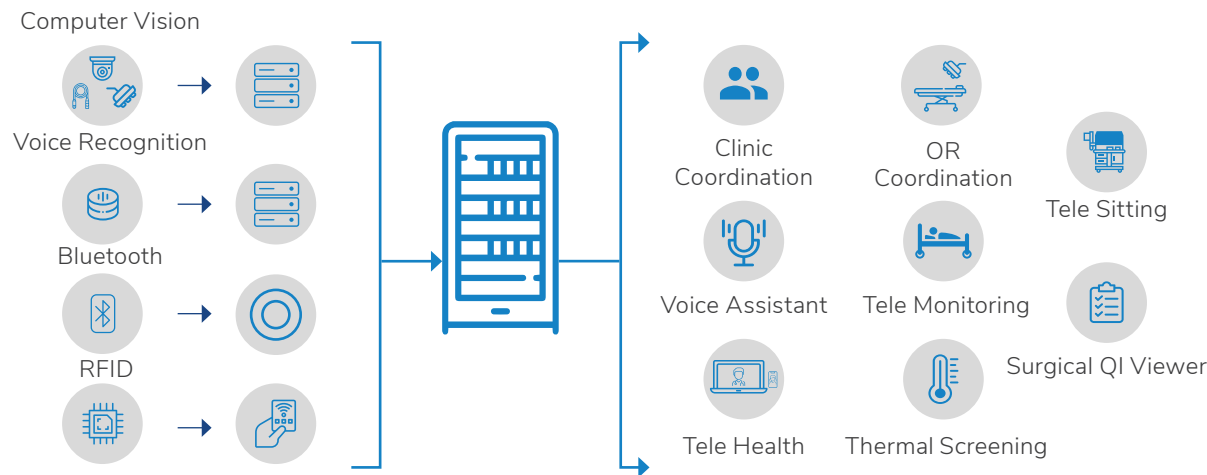 Computer Vision
Voice Recognition
Bluetooth
RFID
Clinic
Coordination
OR
Coordination
Tele Sitting
Voice Assistant
Tele Monitoring
Surgical QI Viewer
Tele Health
Thermal Screening